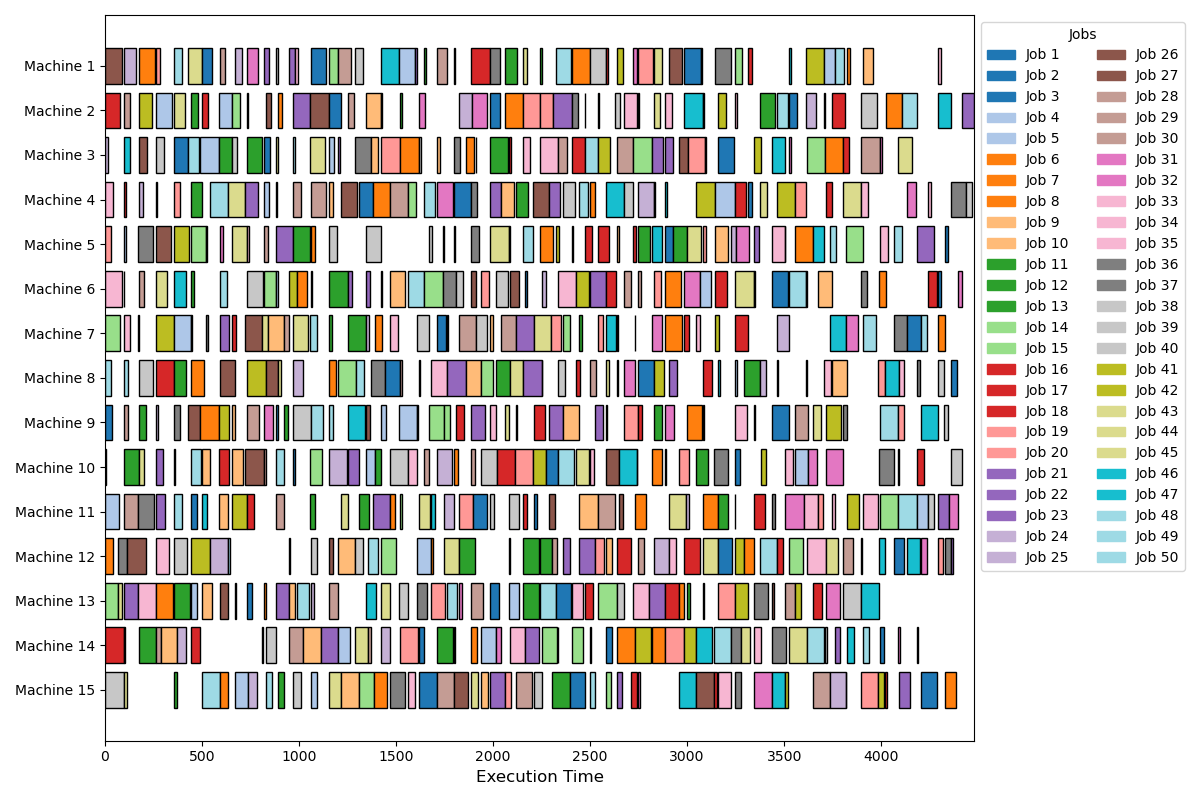 Machine 1
Machine 2
Machine 3
Machine 4
Machine 5
Machine 6
Machine 7
Machine 8
Machine 9
Machine 10
Machine 11
Machine 12
Machine 13
Machine 14
Machine 15
0 500 1000 1500 2000 2500 3000 3500 4000
Execution Time
Jobs
Job 1
Job 2
Job 3
Job 4
Job 5
Job 6
Job 7
Job 8
Job 9
Job 10
Job 11
Job 12
Job 13
Job 14
Job 15
Job 16
Job 17
Job 18
Job 19
Job 20
Job 21
Job 22
Job 23
Job 24
Job 25
Job 26
Job 27
Job 28
Job 29
Job 30
Job 31
Job 32
Job 33
Job 34
Job 35
Job 36
Job 37
Job 38
Job 39
Job 40
Job 41
Job 42
Job 43
Job 44
Job 45
Job 46
Job 47
Job 48
Job 49
Job 50